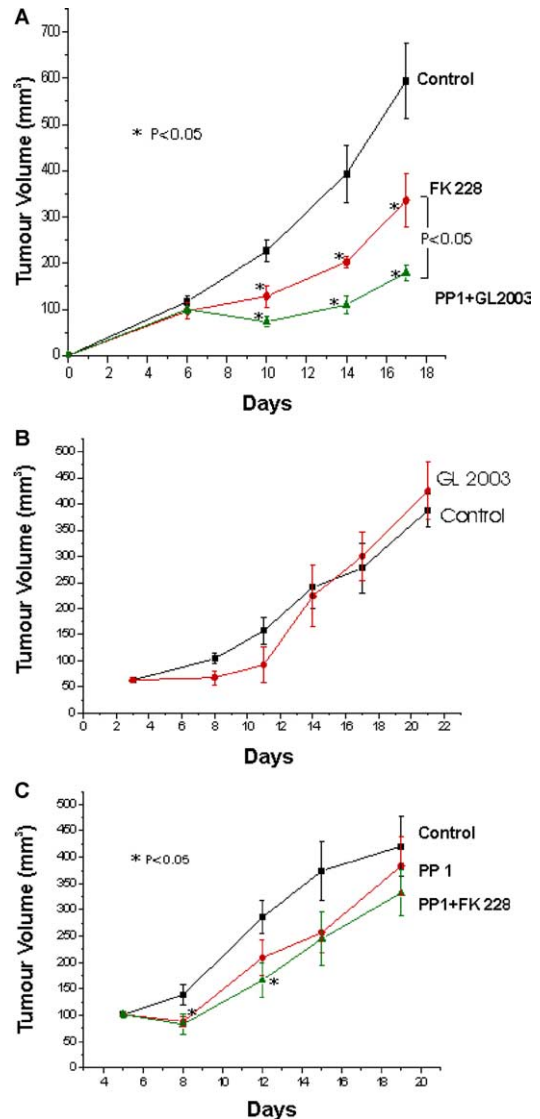 A
Tumour Volume (mm³)
700
600
500
400
300
200
100
0
* P<0.05
Control
FK 228
P<0.05
PP1+GL2003
0 2 4 6 8 10 12 14 16 18
Days
B
Tumour Volume (mm³)
500
450
400
350
300
250
200
150
100
50
0
GL 2003
Control
0 2 4 6 8 10 12 14 16 18 20 22
Days
C
Tumour Volume (mm³)
500
450
400
350
300
250
200
150
100
50
0
* P<0.05
Control
PP 1
PP1+FK 228
4 6 8 10 12 14 16 18 20
Days